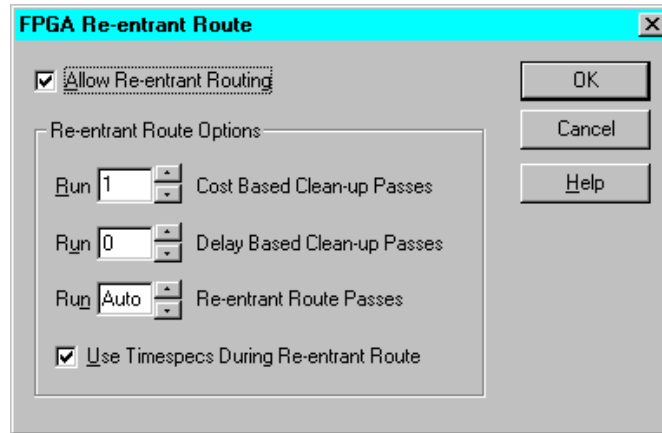 FPGA Re-entrant Route
Allow Re-entrant Routing
OK
Re-entrant Route Options
Cancel
Run 1 Cost Based Clean-up Passes
Help
Run 0 Delay Based Clean-up Passes
Run Auto Re-entrant Route Passes
Use Timespecs During Re-entrant Route